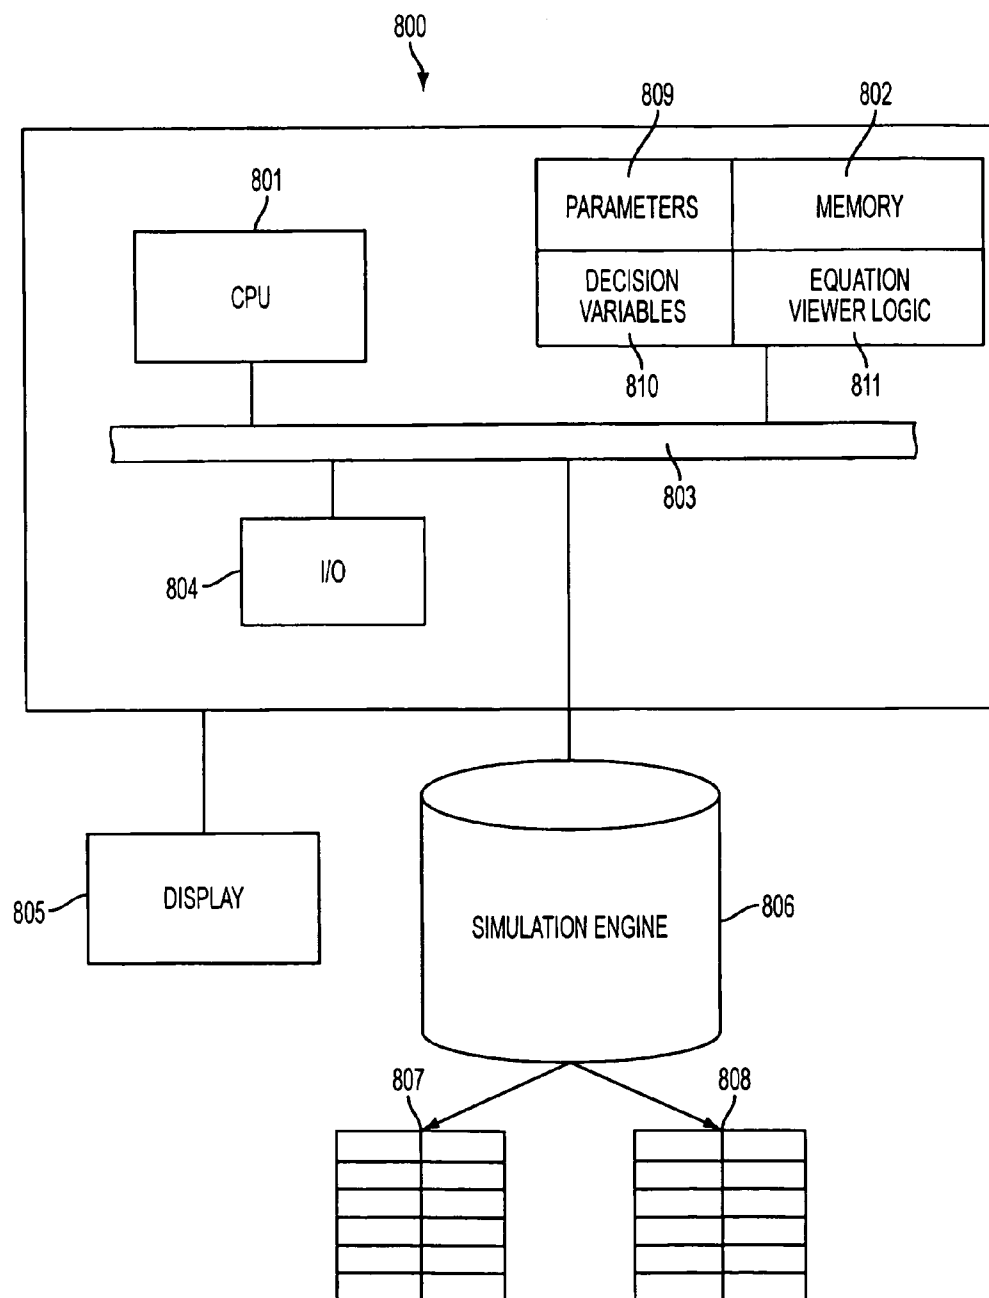 800
809
802
801
PARAMETERS
MEMORY
CPU
DECISION
VARIABLES
EQUATION
VIEWER LOGIC
810
811
803
804
I/O
805
DISPLAY
SIMULATION ENGINE
806
807
808